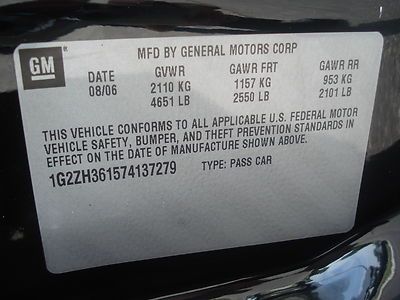 GM
MFD BY GENERAL MOTORS CORP
DATE GVWR GAWR FRT GAWR RR
08/06 2110 KG 1157 KG 953 KG
4651 LB 2550 LB 2101 LB
THIS VEHICLE CONFORMS TO ALL APPLICABLE U.S. FEDERAL MOTOR
VEHICLE SAFETY, BUMPER, AND THEFT PREVENTION STANDARDS IN
EFFECT ON THE DATE OF MANUFACTURE SHOWN ABOVE.
1G2ZH361574137279 TYPE: PASS CAR